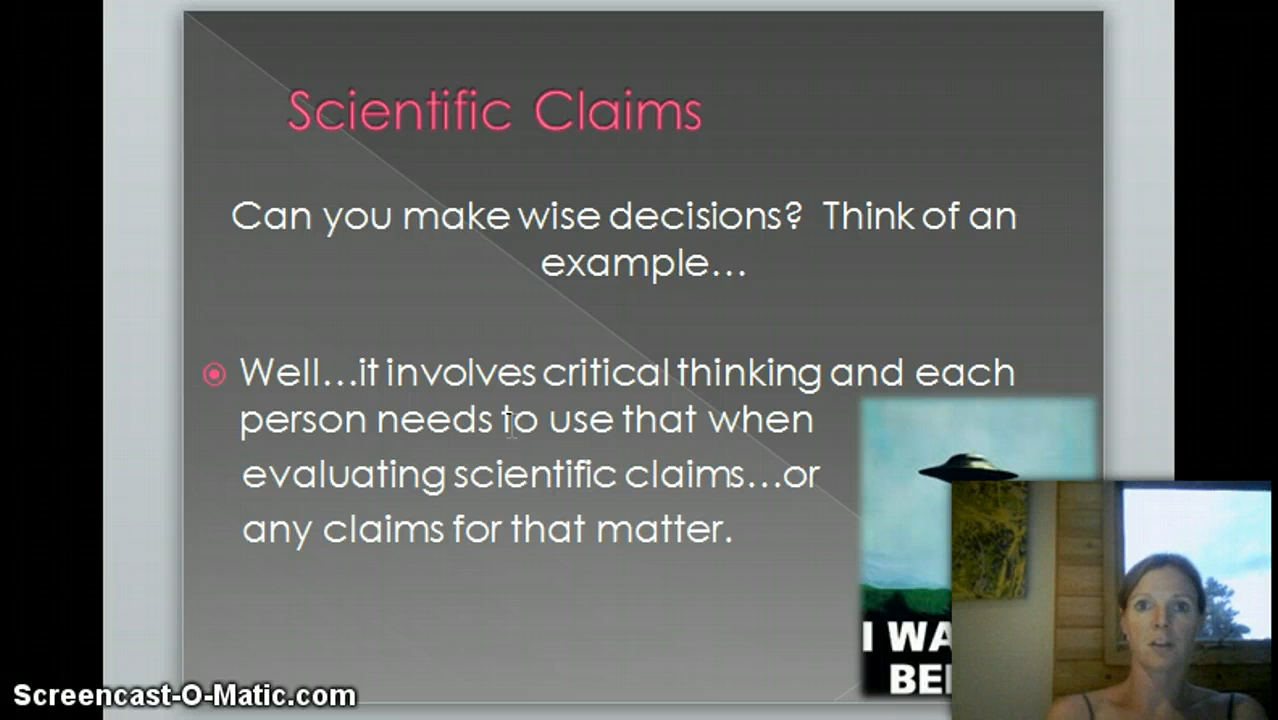 Scientific Claims
Can you make wise decisions? Think of an
example...
Well...it involves critical thinking and each
person needs to use that when
evaluating scientific claims...or
any claims for that matter.
I WA
BE
Screencast-O-Matic.com